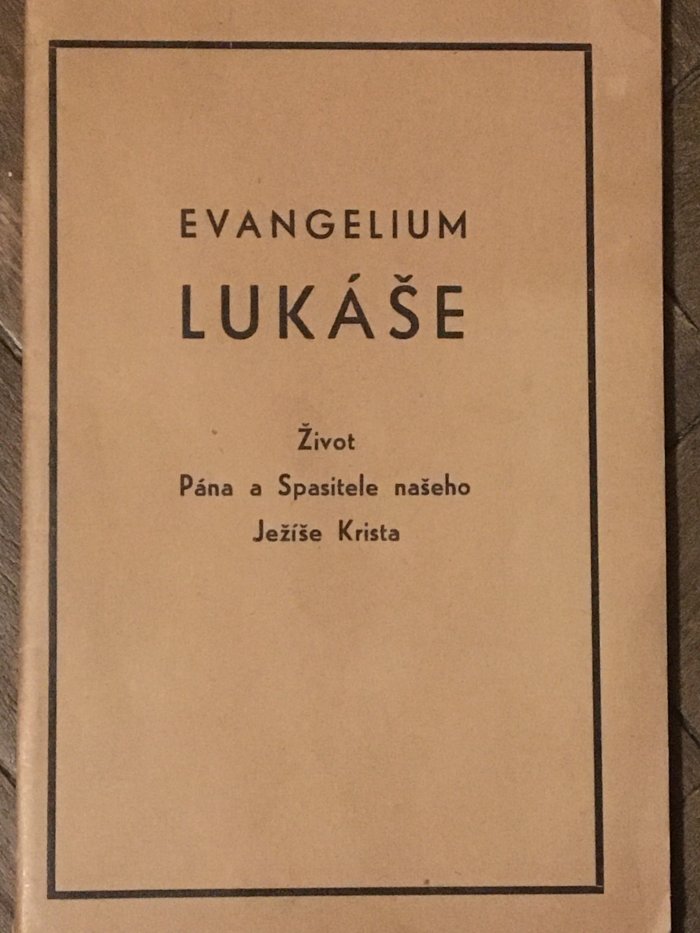 EVANGELIUM
LUKÁŠE
Život
Pána a Spasitele našeho
Ježíše Krista